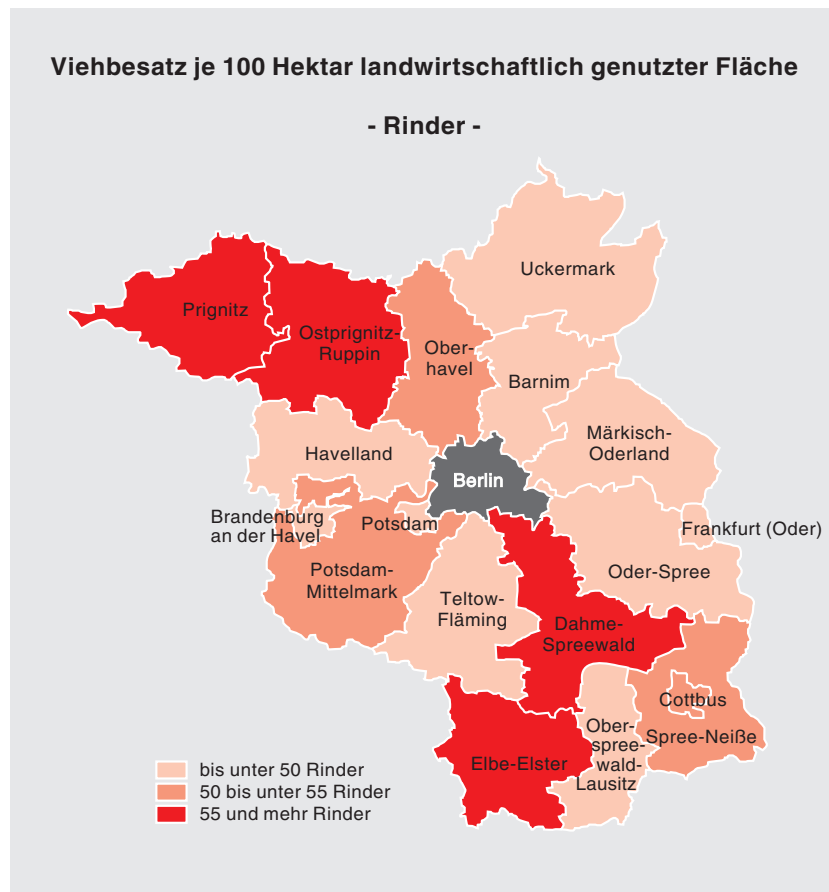 Viehbesatz je 100 Hektar landwirtschaftlich genutzter Fläche
- Rinder -
Uckermark
Prignitz
Ostprignitz-
Ruppin
Ober-
havel
Barnim
Märkisch-
Oderland
Havelland
Berlin
Brandenburg
an der Havel
Potsdam
Frankfurt (Oder)
Potsdam-
Mittelmark
Oder-Spree
Teltow-
Fläming
Dahme-
Spreewald
Cottbus
Spree-Neiße
Ober-
spree-
wald-
Lausitz
Elbe-Elster
bis unter 50 Rinder
50 bis unter 55 Rinder
55 und mehr Rinder